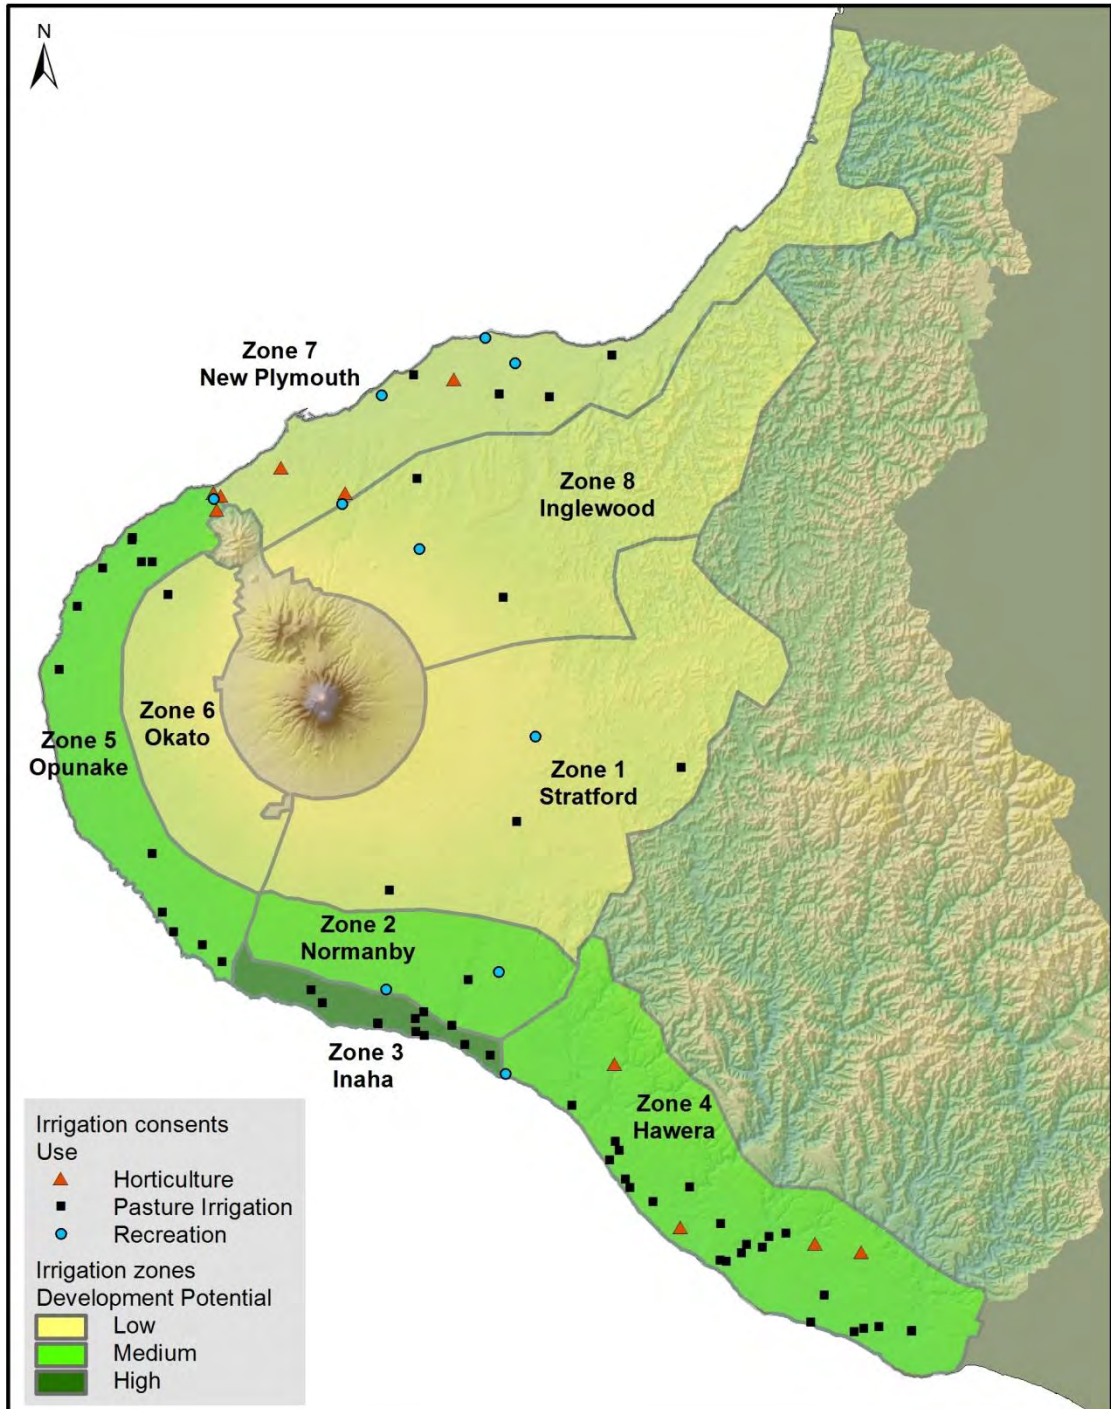 N
Zone 7
New Plymouth
Zone 8
Inglewood
Zone 6
Okato
Zone 5
Opunake
Zone 1
Stratford
Zone 2
Normanby
Zone 3
Inaha
Zone 4
Hawera
Irrigation consents
Use
Horticulture
Pasture Irrigation
Recreation
Irrigation zones
Development Potential
Low
Medium
High